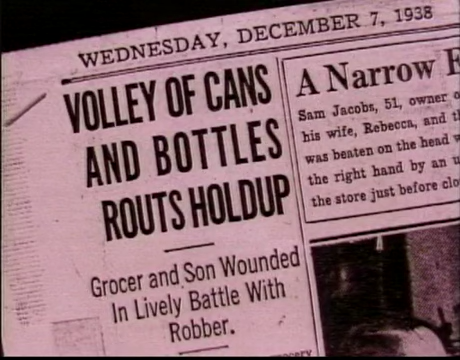 WEDNESDAY, DECEMBER 7, 1938
VOLLEY OF CANS
AND BOTTLES
ROUTS HOLDUP
Grocer and Son Wounded
In Lively Battle With
Robber.
A Narrow
Sam Jacobs, 51, owner
his wife, Rebecca, and
was beaten on the head
the right hand by an
the store just before